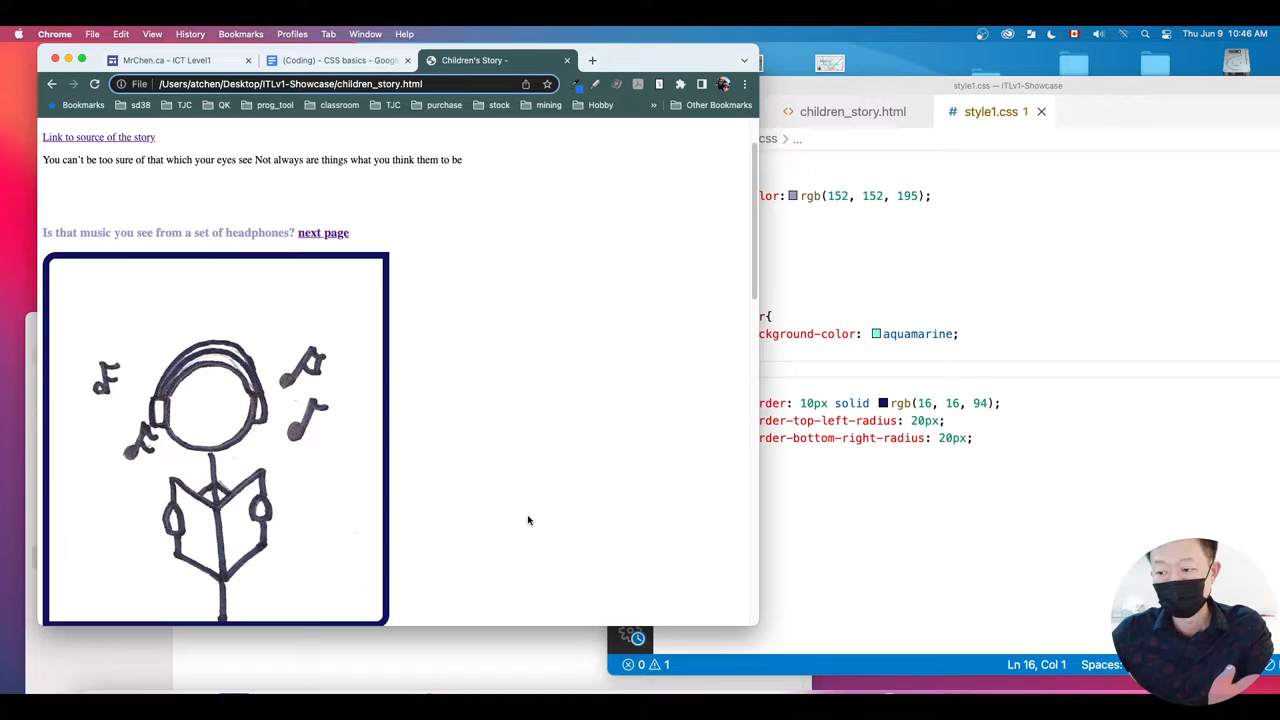 Chrome File Edit View History Bookmarks Profiles Tab Window Help Thu Jun 9 10:46 AM
MrChen.ca - ICT Level1 (Coding) - CSS basics - Googl Children's Story -
File /Users/atchen/Desktop/ITLv1-Showcase/children_story.html
Bookmarks sd38 TJC QK prog_tool classroom TJC purchase stock mining Hobby » Other Bookmarks
Link to source of the story
You can't be too sure of that which your eyes see Not always are things what you think them to be
Is that music you see from a set of headphones? next page
style1.css — ITLv1-Showcase
children_story.html # style1.css 1
css ...
lor: rgb(152, 152, 195);
r{
ckground-color: aquamarine;
rder: 10px solid rgb(16, 16, 94);
rder-top-left-radius: 20px;
rder-bottom-right-radius: 20px;
0 1 Ln 16, Col 1 Spaces: